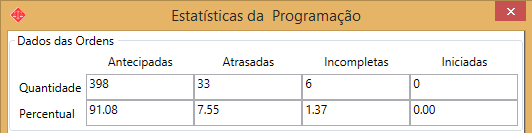 Estatísticas da Programação
Dados das Ordens
Antecipadas Atrasadas Incompletas Iniciadas
Quantidade 398 33 6 0
Percentual 91.08 7.55 1.37 0.00